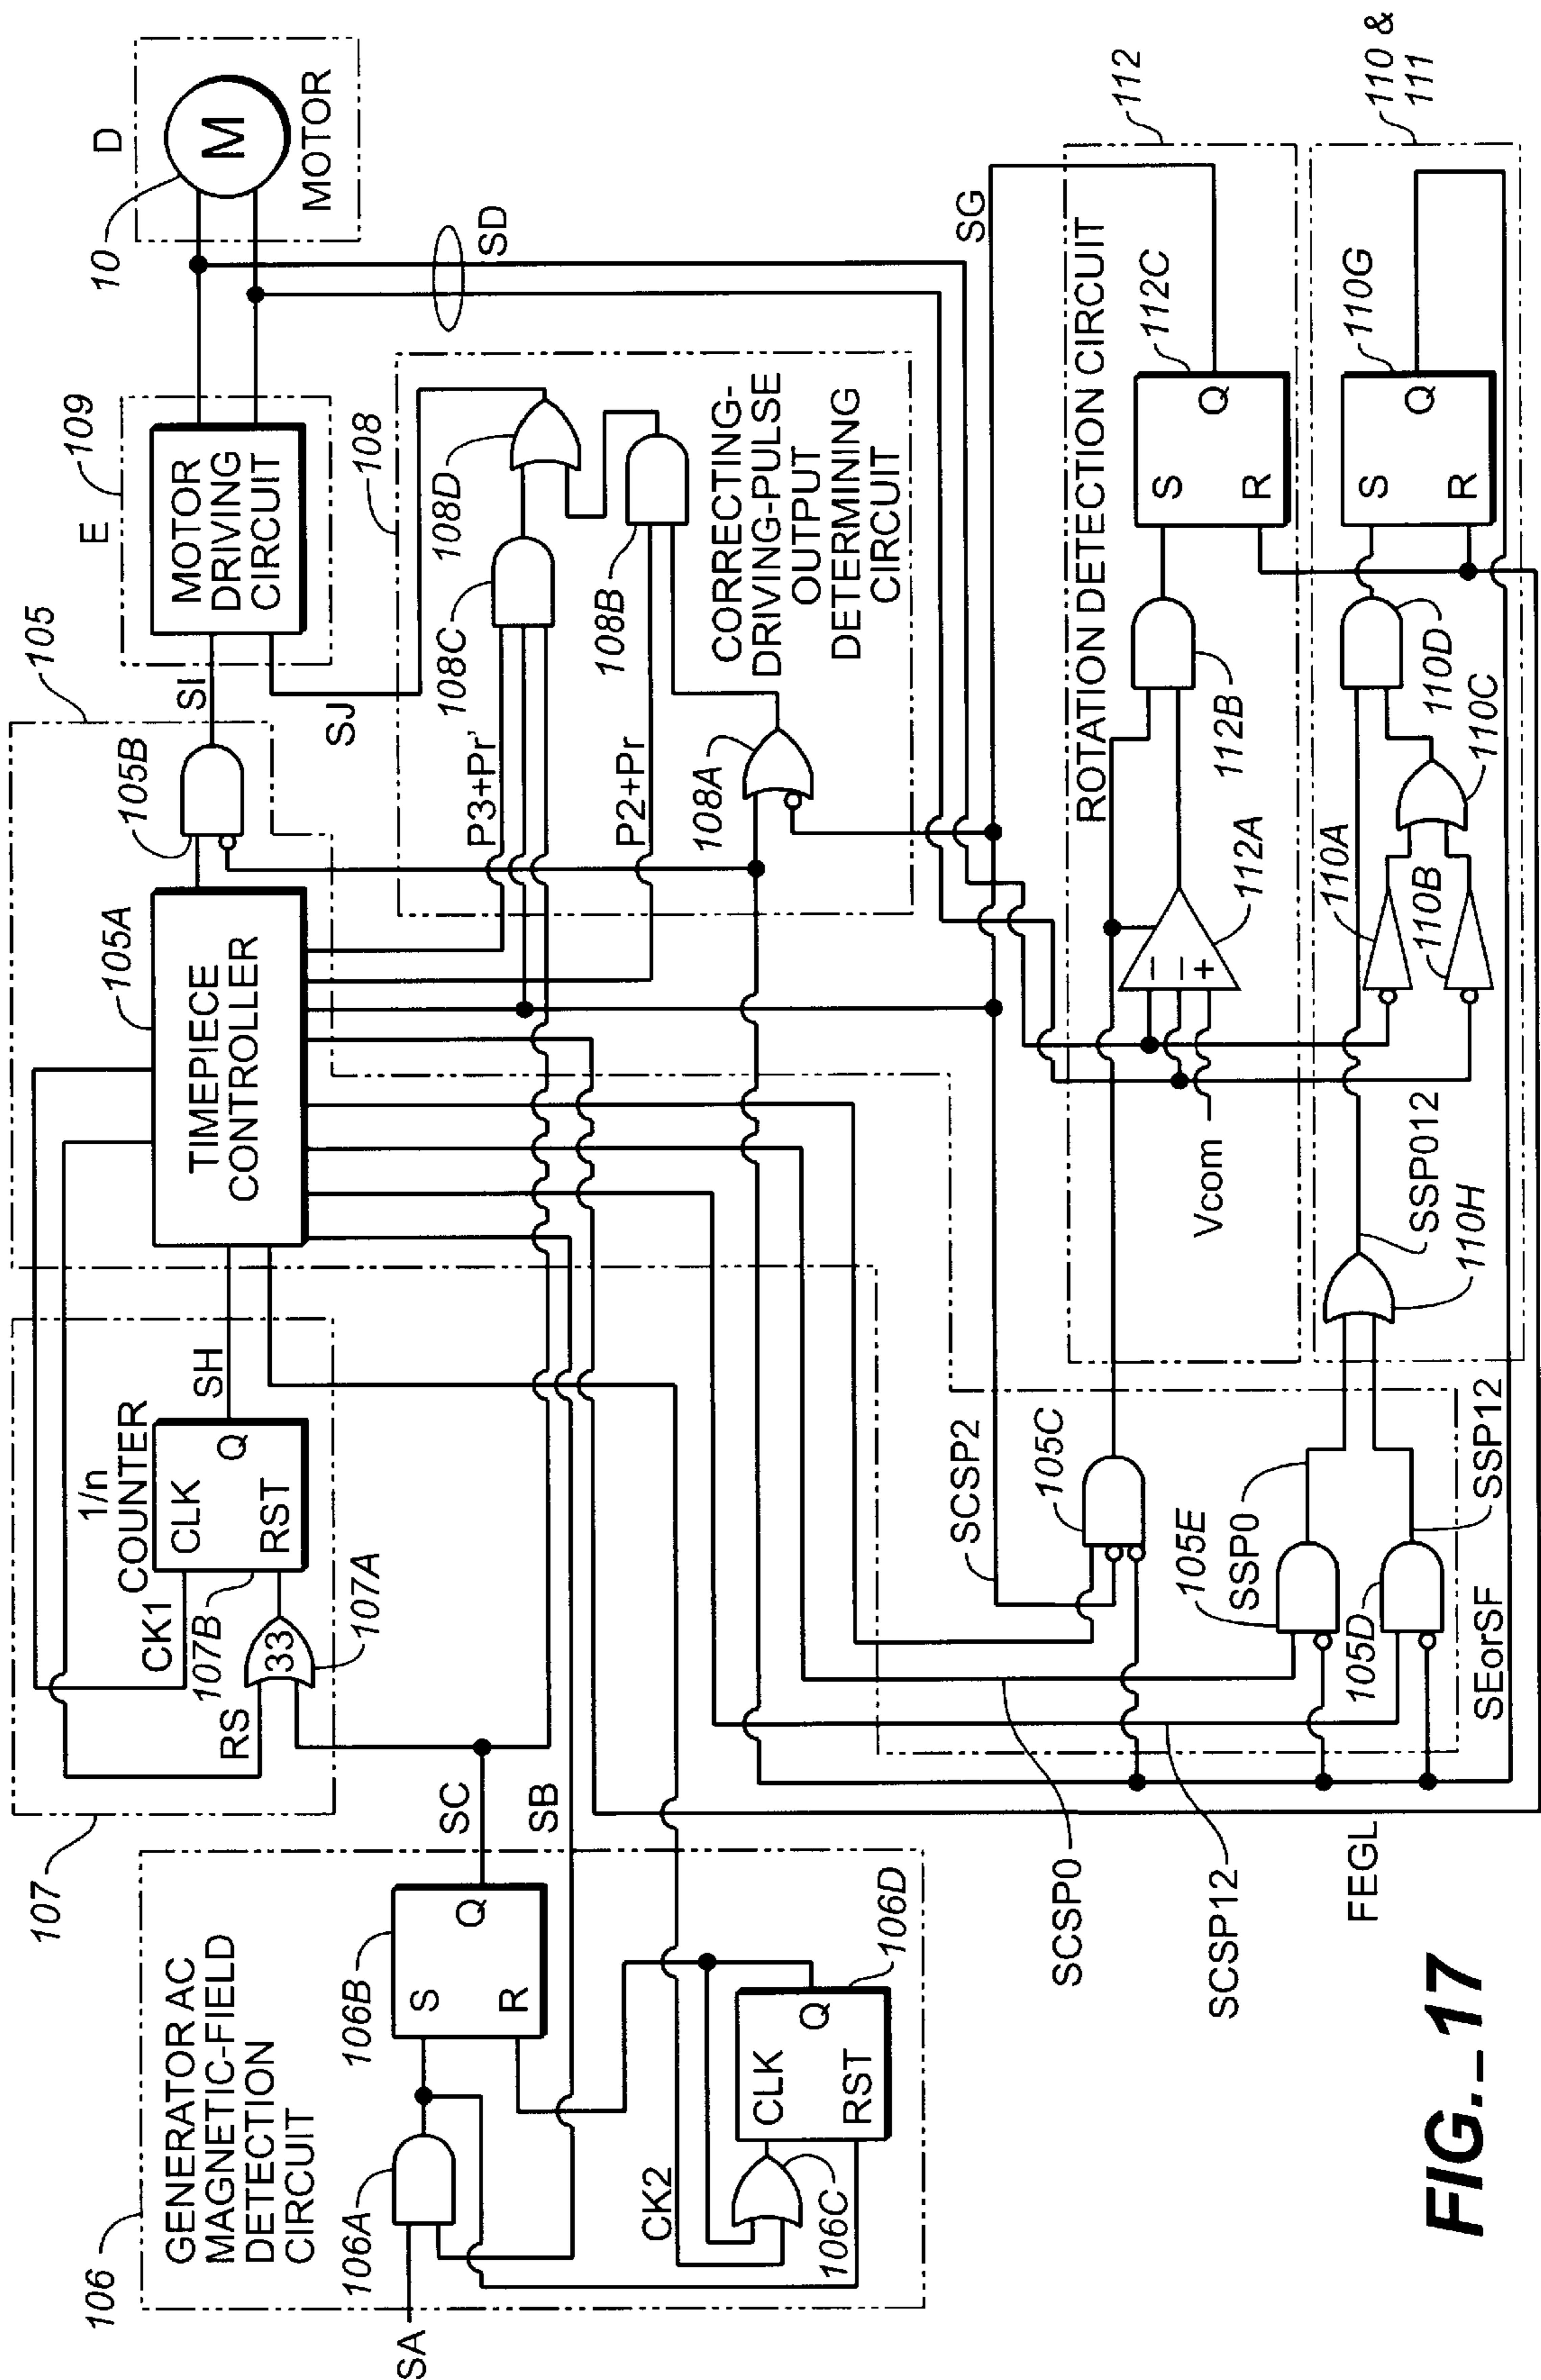 106
GENERATOR AC
MAGNETIC-FIELD
DETECTION
CIRCUIT
SA
106A
106B
S
R
Q
SC
SB
CK2
106C
CLK
RST
Q
106D
107
RS
CK1
107B
33
107A
1/n
COUNTER
CLK
RST
Q
SH
105
105A
TIMEPIECE
CONTROLLER
105B
SI
SJ
E
109
MOTOR
DRIVING
CIRCUIT
D
10
M
MOTOR
SD
108
108D
108C
108B
108A
P3+Pr'
P2+Pr
CORRECTING-
DRIVING-PULSE
OUTPUT
DETERMINING
CIRCUIT
SG
SCSP2
105C
105E
SSP0
105D
SSP12
SEorSF
SCSP0
SCSP12
FEGL
112
ROTATION DETECTION CIRCUIT
Vcom
−
−
+
112A
112B
112C
S
R
Q
110 &
111
SSP012
110H
110A
110B
110C
110D
110G
S
R
Q
FIG._17